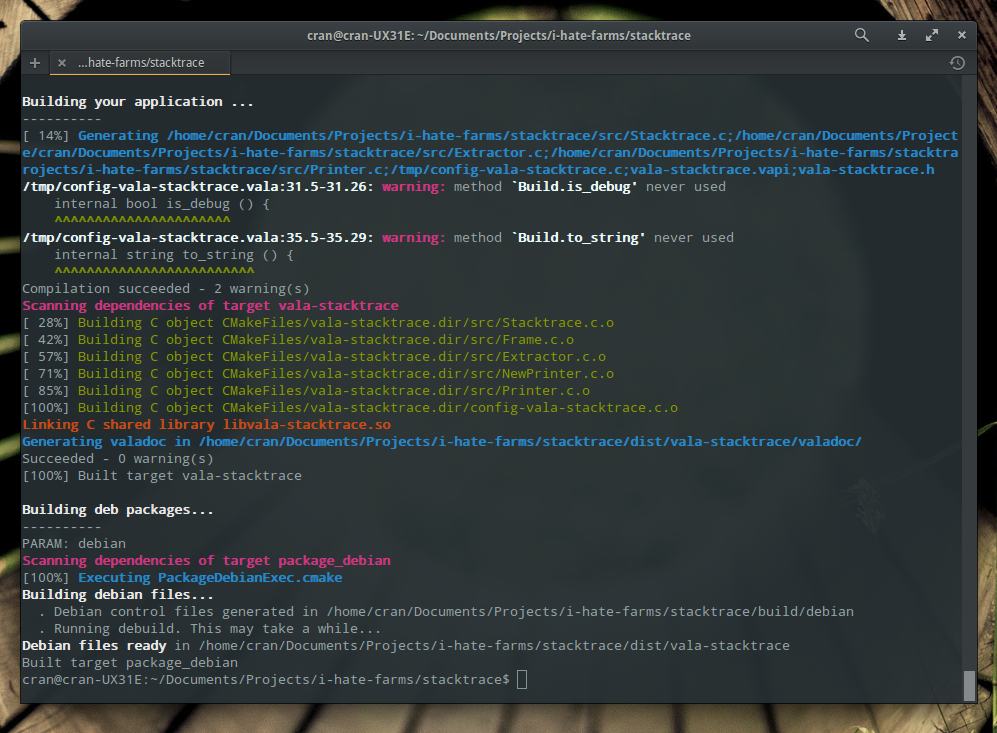 cran@cran-UX31E: ~/Documents/Projects/i-hate-farms/stacktrace
...hate-farms/stacktrace
Building your application ...
----------
[ 14%] Generating /home/cran/Documents/Projects/i-hate-farms/stacktrace/src/Stacktrace.c;/home/cran/Documents/Project
e/cran/Documents/Projects/i-hate-farms/stacktrace/src/Extractor.c;/home/cran/Documents/Projects/i-hate-farms/stacktra
rojects/i-hate-farms/stacktrace/src/Printer.c;/tmp/config-vala-stacktrace.c;vala-stacktrace.vapi;vala-stacktrace.h
/tmp/config-vala-stacktrace.vala:31.5-31.26: warning: method `Build.is_debug' never used
    internal bool is_debug () {
    ^^^^^^^^^^^^^^^^^^^^^^
/tmp/config-vala-stacktrace.vala:35.5-35.29: warning: method `Build.to_string' never used
    internal string to_string () {
    ^^^^^^^^^^^^^^^^^^^^^^^^^
Compilation succeeded - 2 warning(s)
Scanning dependencies of target vala-stacktrace
[ 28%] Building C object CMakeFiles/vala-stacktrace.dir/src/Stacktrace.c.o
[ 42%] Building C object CMakeFiles/vala-stacktrace.dir/src/Frame.c.o
[ 57%] Building C object CMakeFiles/vala-stacktrace.dir/src/Extractor.c.o
[ 71%] Building C object CMakeFiles/vala-stacktrace.dir/src/NewPrinter.c.o
[ 85%] Building C object CMakeFiles/vala-stacktrace.dir/src/Printer.c.o
[100%] Building C object CMakeFiles/vala-stacktrace.dir/config-vala-stacktrace.c.o
Linking C shared library libvala-stacktrace.so
Generating valadoc in /home/cran/Documents/Projects/i-hate-farms/stacktrace/dist/vala-stacktrace/valadoc/
Succeeded - 0 warning(s)
[100%] Built target vala-stacktrace
Building deb packages...
----------
PARAM: debian
Scanning dependencies of target package_debian
[100%] Executing PackageDebianExec.cmake
Building debian files...
  . Debian control files generated in /home/cran/Documents/Projects/i-hate-farms/stacktrace/build/debian
  . Running debuild. This may take a while...
Debian files ready in /home/cran/Documents/Projects/i-hate-farms/stacktrace/dist/vala-stacktrace
Built target package_debian
cran@cran-UX31E:~/Documents/Projects/i-hate-farms/stacktrace$